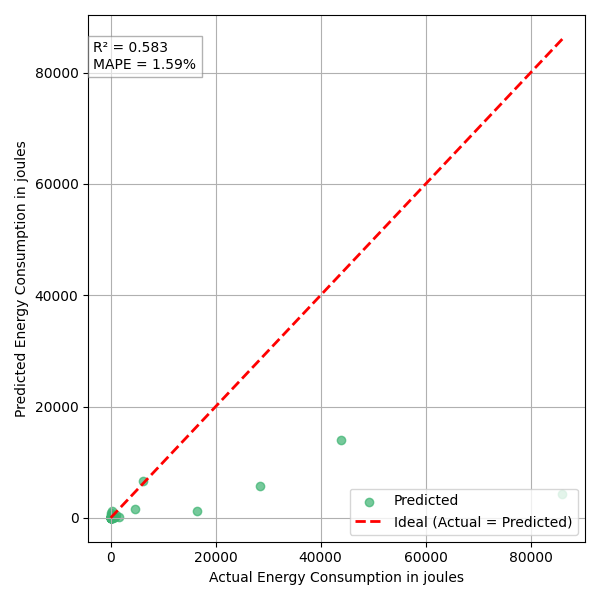 R² = 0.583
MAPE = 1.59%
80000
60000
40000
20000
0
Predicted Energy Consumption in joules
Predicted
Ideal (Actual = Predicted)
0
20000
40000
60000
80000
Actual Energy Consumption in joules